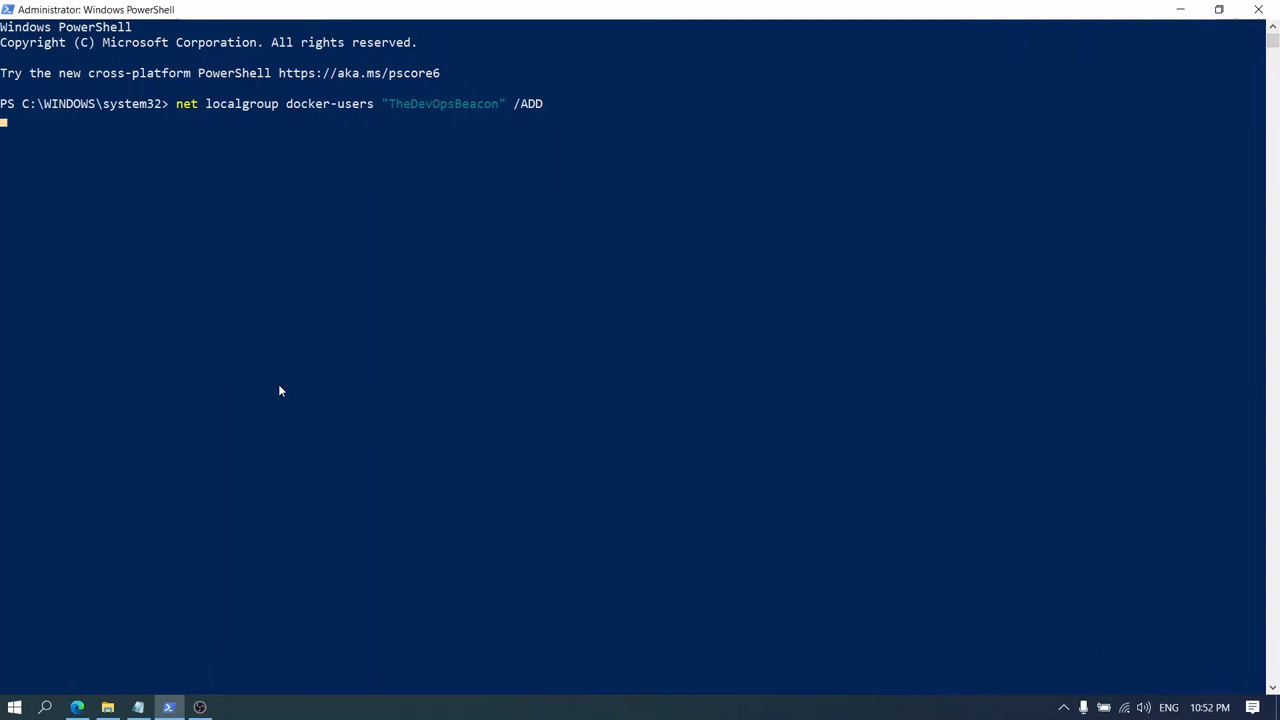 Administrator: Windows PowerShell
Windows PowerShell
Copyright (C) Microsoft Corporation. All rights reserved.
Try the new cross-platform PowerShell https://aka.ms/pscore6
PS C:\WINDOWS\system32> net localgroup docker-users "TheDevOpsBeacon" /ADD
ENG
10:52 PM